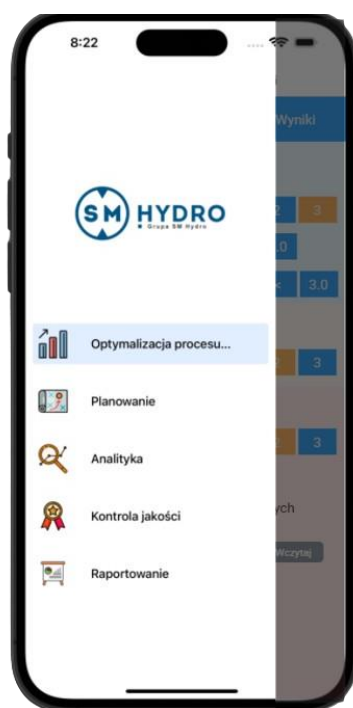 8:22
Wyniki
SM HYDRO
Grupa SM Hydro
3
3.0
Optymalizacja procesu...
3
Planowanie
3
Analityka
Kontrola jakości
Wczytaj
Raportowanie